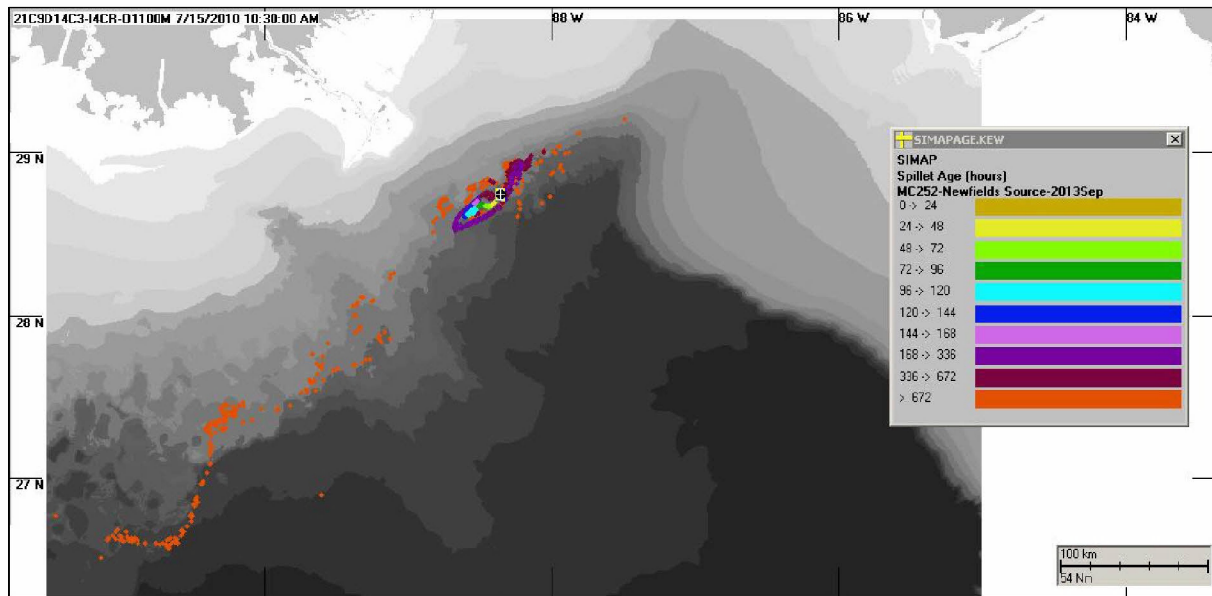 21C9D14C3-I4CR-D1100M 7/15/2010 10:30:00 AM
88 W
86 W
84 W
29 N
28 N
27 N
SIMAPAGE.KEW
SIMAP
Spillet Age (hours)
MC252-Newfields Source-2013Sep
0 -> 24
24 -> 48
48 -> 72
72 -> 96
96 -> 120
120 -> 144
144 -> 168
168 -> 336
336 -> 672
> 672
100 km
54 Nm